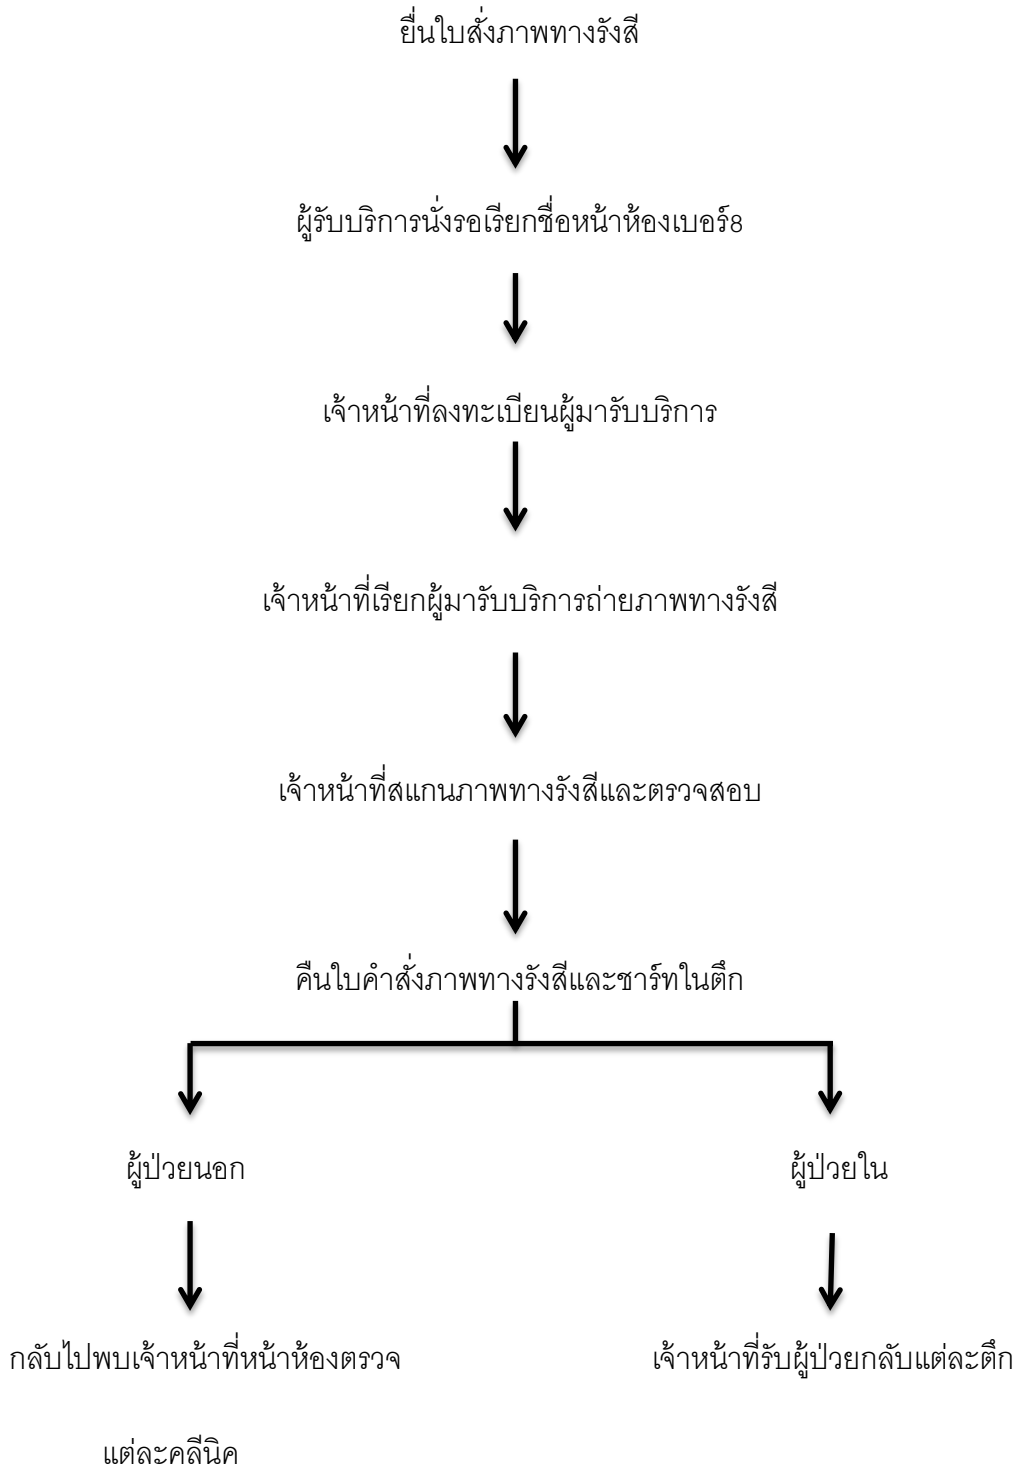 ยื่นใบสั่งภาพทางรังสี
ผู้รับบริการนั่งรอเรียกชื่อหน้าห้องเบอร์8
เจ้าหน้าที่ลงทะเบียนผู้มารับบริการ
เจ้าหน้าที่เรียกผู้มารับบริการถ่ายภาพทางรังสี
เจ้าหน้าที่สแกนภาพทางรังสีและตรวจสอบ
คืนใบคำสั่งภาพทางรังสีและชาร์ทในตึก
ผู้ป่วยนอก
ผู้ป่วยใน
กลับไปพบเจ้าหน้าที่หน้าห้องตรวจ
แต่ละคลีนิค
เจ้าหน้าที่รับผู้ป่วยกลับแต่ละตึก